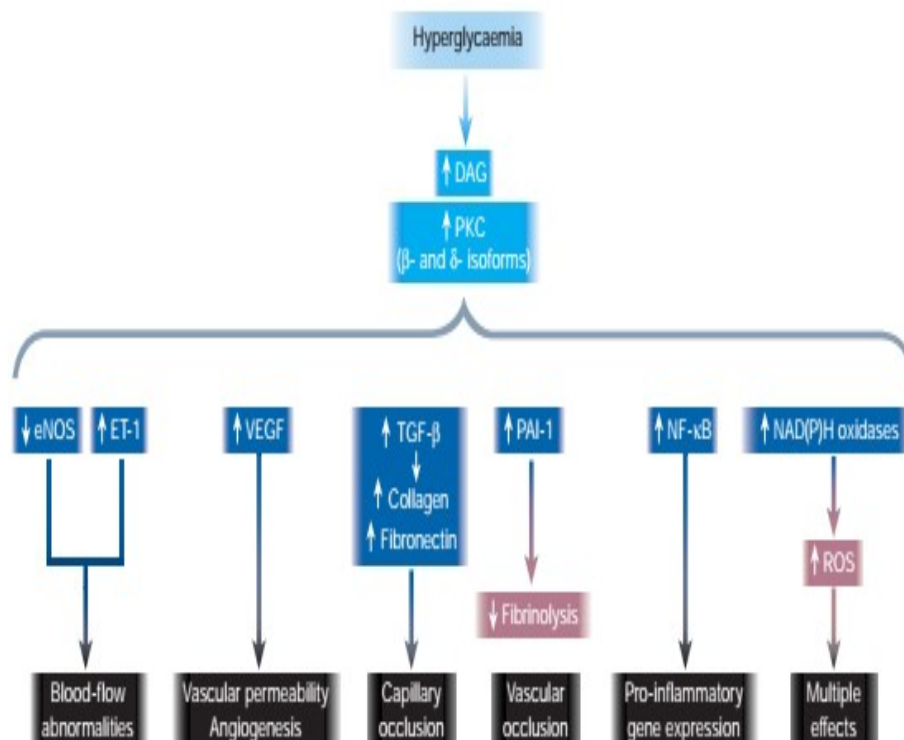 Hyperglycaemia
↑ DAG
↑ PKC
(β- and δ- isoforms)
↓ eNOS
↑ ET-1
↑ VEGF
↑ TGF-β
↑ Collagen
↑ Fibronectin
↑ PAI-1
↑ NF-κB
↑ NAD(P)H oxidases
↑ ROS
↓ Fibrinolysis
Blood-flow
abnormalities
Vascular permeability
Angiogenesis
Capillary
occlusion
Vascular
occlusion
Pro-inflammatory
gene expression
Multiple
effects